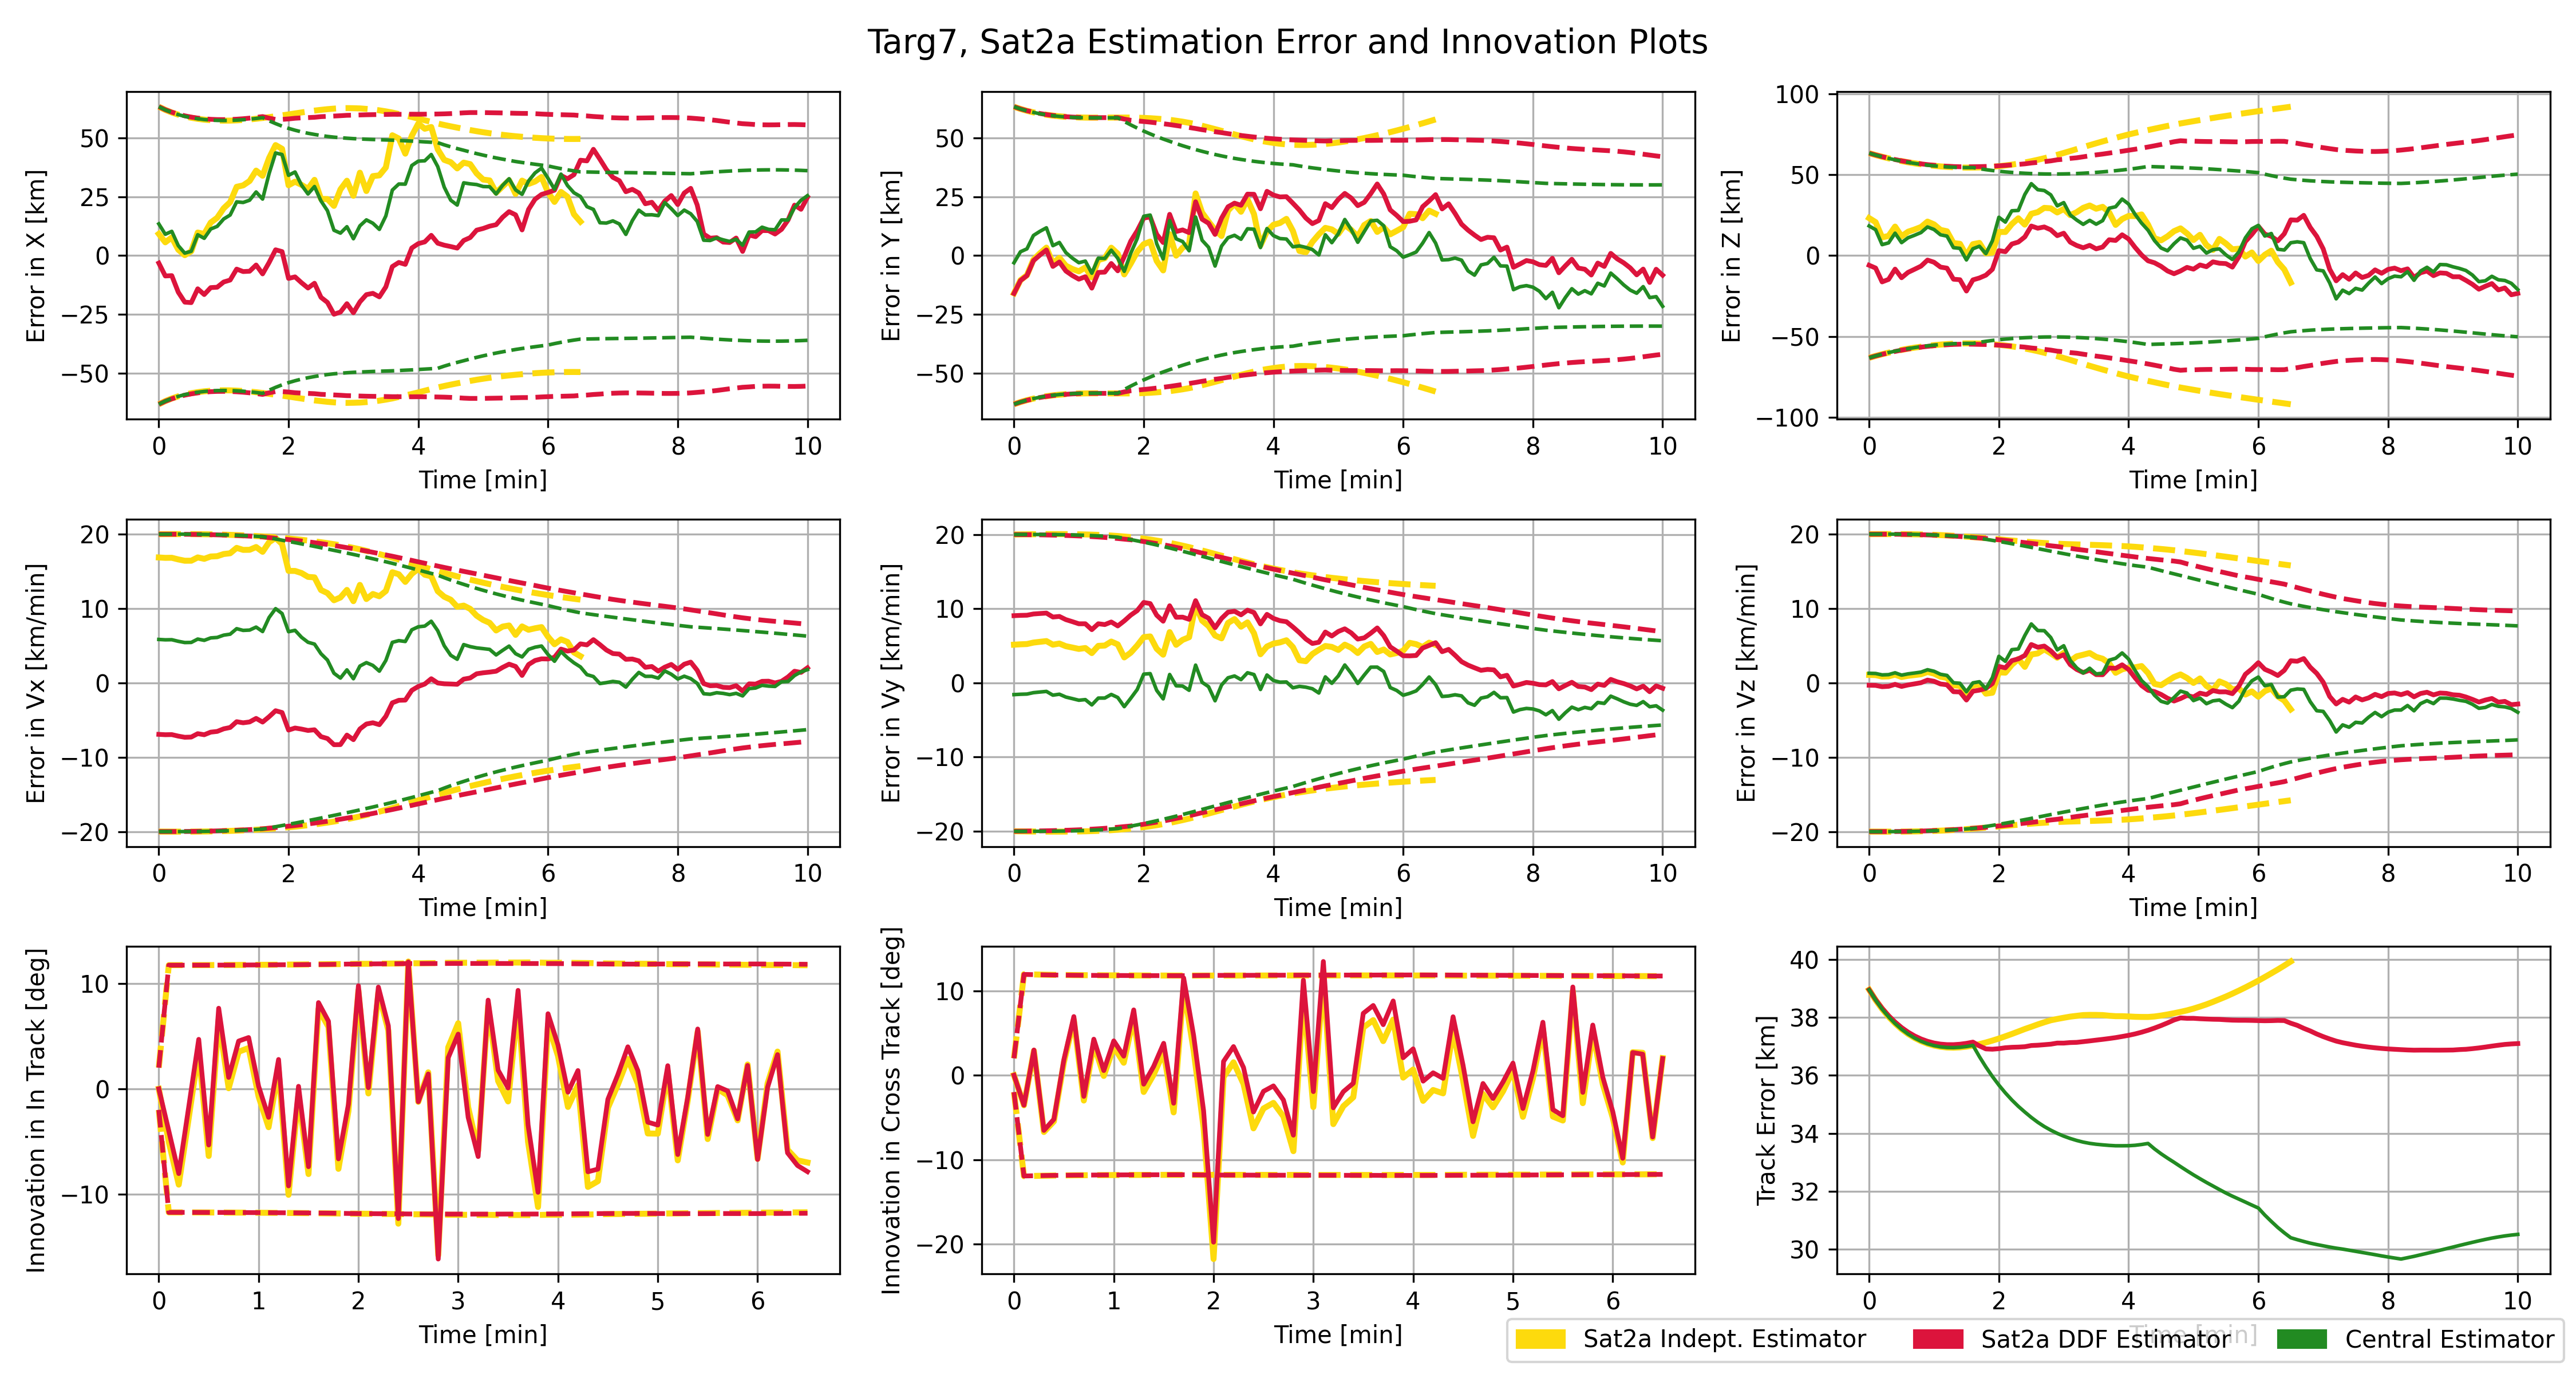 Targ7, Sat2a Estimation Error and Innovation Plots
Error in X [km]
50
25
0
−25
−50
0 2 4 6 8 10
Time [min]
Error in Y [km]
50
25
0
−25
−50
0 2 4 6 8 10
Time [min]
Error in Z [km]
100
50
0
−50
−100
0 2 4 6 8 10
Time [min]
Error in Vx [km/min]
20
10
0
−10
−20
0 2 4 6 8 10
Time [min]
Error in Vy [km/min]
20
10
0
−10
−20
0 2 4 6 8 10
Time [min]
Error in Vz [km/min]
20
10
0
−10
−20
0 2 4 6 8 10
Time [min]
Innovation in In Track [deg]
10
0
−10
0 1 2 3 4 5 6
Time [min]
Innovation in Cross Track [deg]
10
0
−10
−20
0 1 2 3 4 5 6
Time [min]
Track Error [km]
40
38
36
34
32
30
0 2 4 6 8 10
Time [min]
Sat2a Indept. Estimator Sat2a DDF Estimator Central Estimator